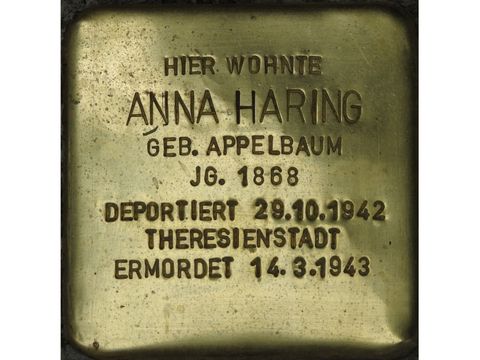 HIER WOHNTE
ANNA HARING
GEB. APPELBAUM
JG. 1868
DEPORTIERT 29.10.1942
THERESIENSTADT
ERMORDET 14.3.1943